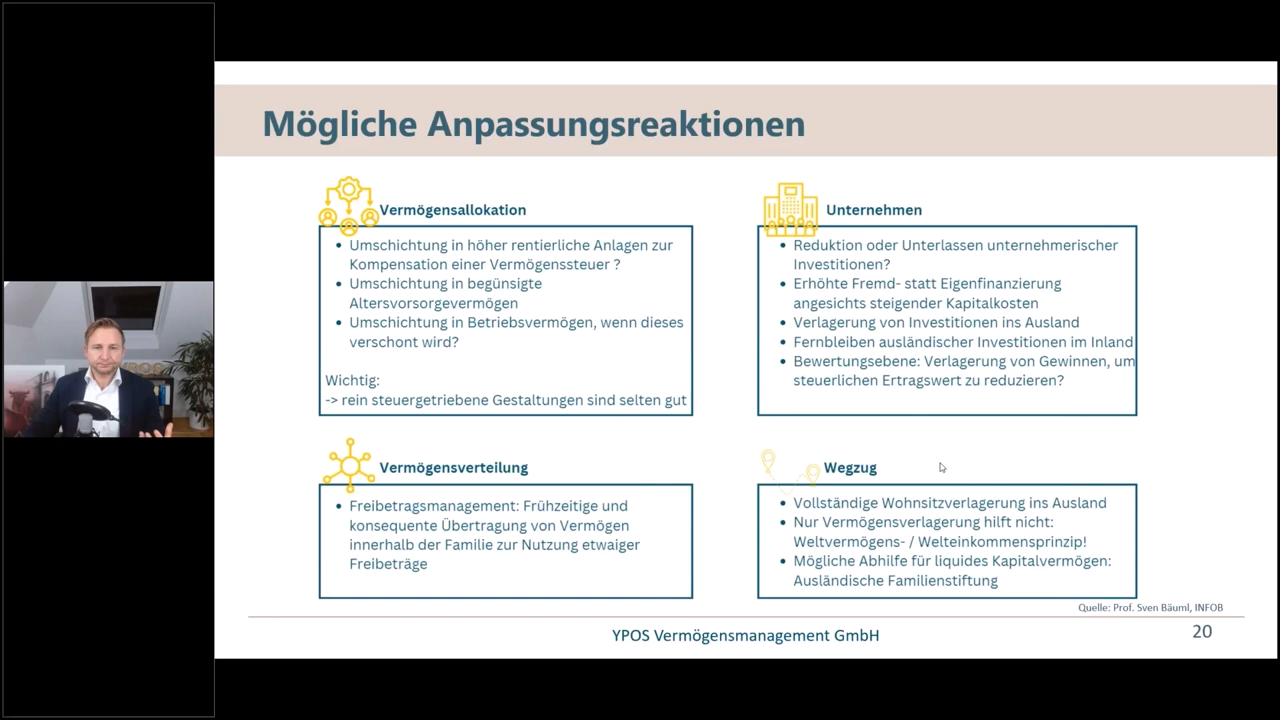 Mögliche Anpassungsreaktionen
Vermögensallokation
• Umschichtung in höher rentierliche Anlagen zur
Kompensation einer Vermögenssteuer ?
• Umschichtung in begünsigte
Altersvorsorgevermögen
• Umschichtung in Betriebsvermögen, wenn dieses
verschont wird?
Wichtig:
-> rein steuergetriebene Gestaltungen sind selten gut
Unternehmen
• Reduktion oder Unterlassen unternehmerischer
Investitionen?
• Erhöhte Fremd- statt Eigenfinanzierung
angesichts steigender Kapitalkosten
• Verlagerung von Investitionen ins Ausland
• Fernbleiben ausländischer Investitionen im Inland
• Bewertungsebene: Verlagerung von Gewinnen, um
steuerlichen Ertragswert zu reduzieren?
Vermögensverteilung
• Freibetragsmanagement: Frühzeitige und
konsequente Übertragung von Vermögen
innerhalb der Familie zur Nutzung etwaiger
Freibeträge
Wegzug
• Vollständige Wohnsitzverlagerung ins Ausland
• Nur Vermögensverlagerung hilft nicht:
Weltvermögens- / Welteinkommensprinzip!
• Mögliche Abhilfe für liquides Kapitalvermögen:
Ausländische Familienstiftung
Quelle: Prof. Sven Bäuml, INFOB
YPOS Vermögensmanagement GmbH
20